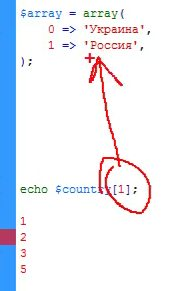 $array = array(
0 => 'Украина',
1 => 'Россия',
);
echo $country[1];
1
2
3
5